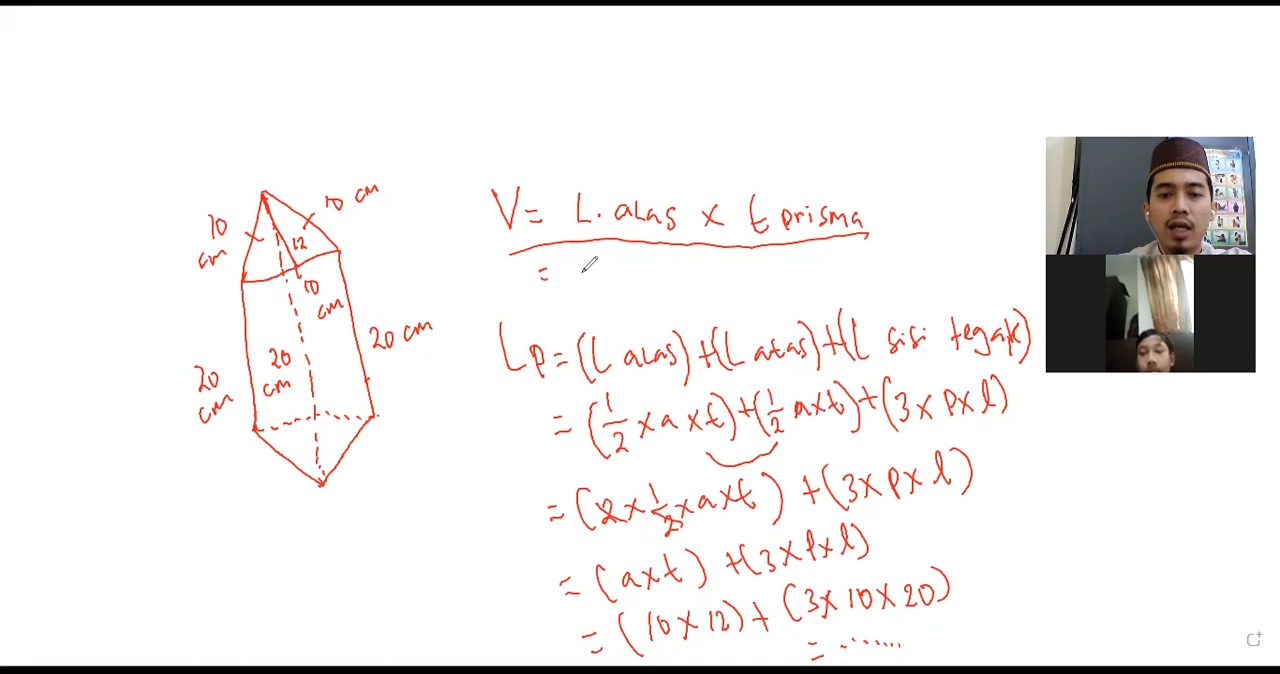 10 cm
10 cm
12
10 cm
20 cm
20 cm
20 cm
V = L. alas x t prisma
=
LP = (L alas) + (L atas) + (L sisi tegak)
= (1/2 x a x t) + (1/2 a x t) + (3 x p x l)
= (2 x 1/2 x a x t) + (3 x p x l)
= (a x t) + (3 x p x l)
= (10 x 12) + (3 x 10 x 20)
= .......